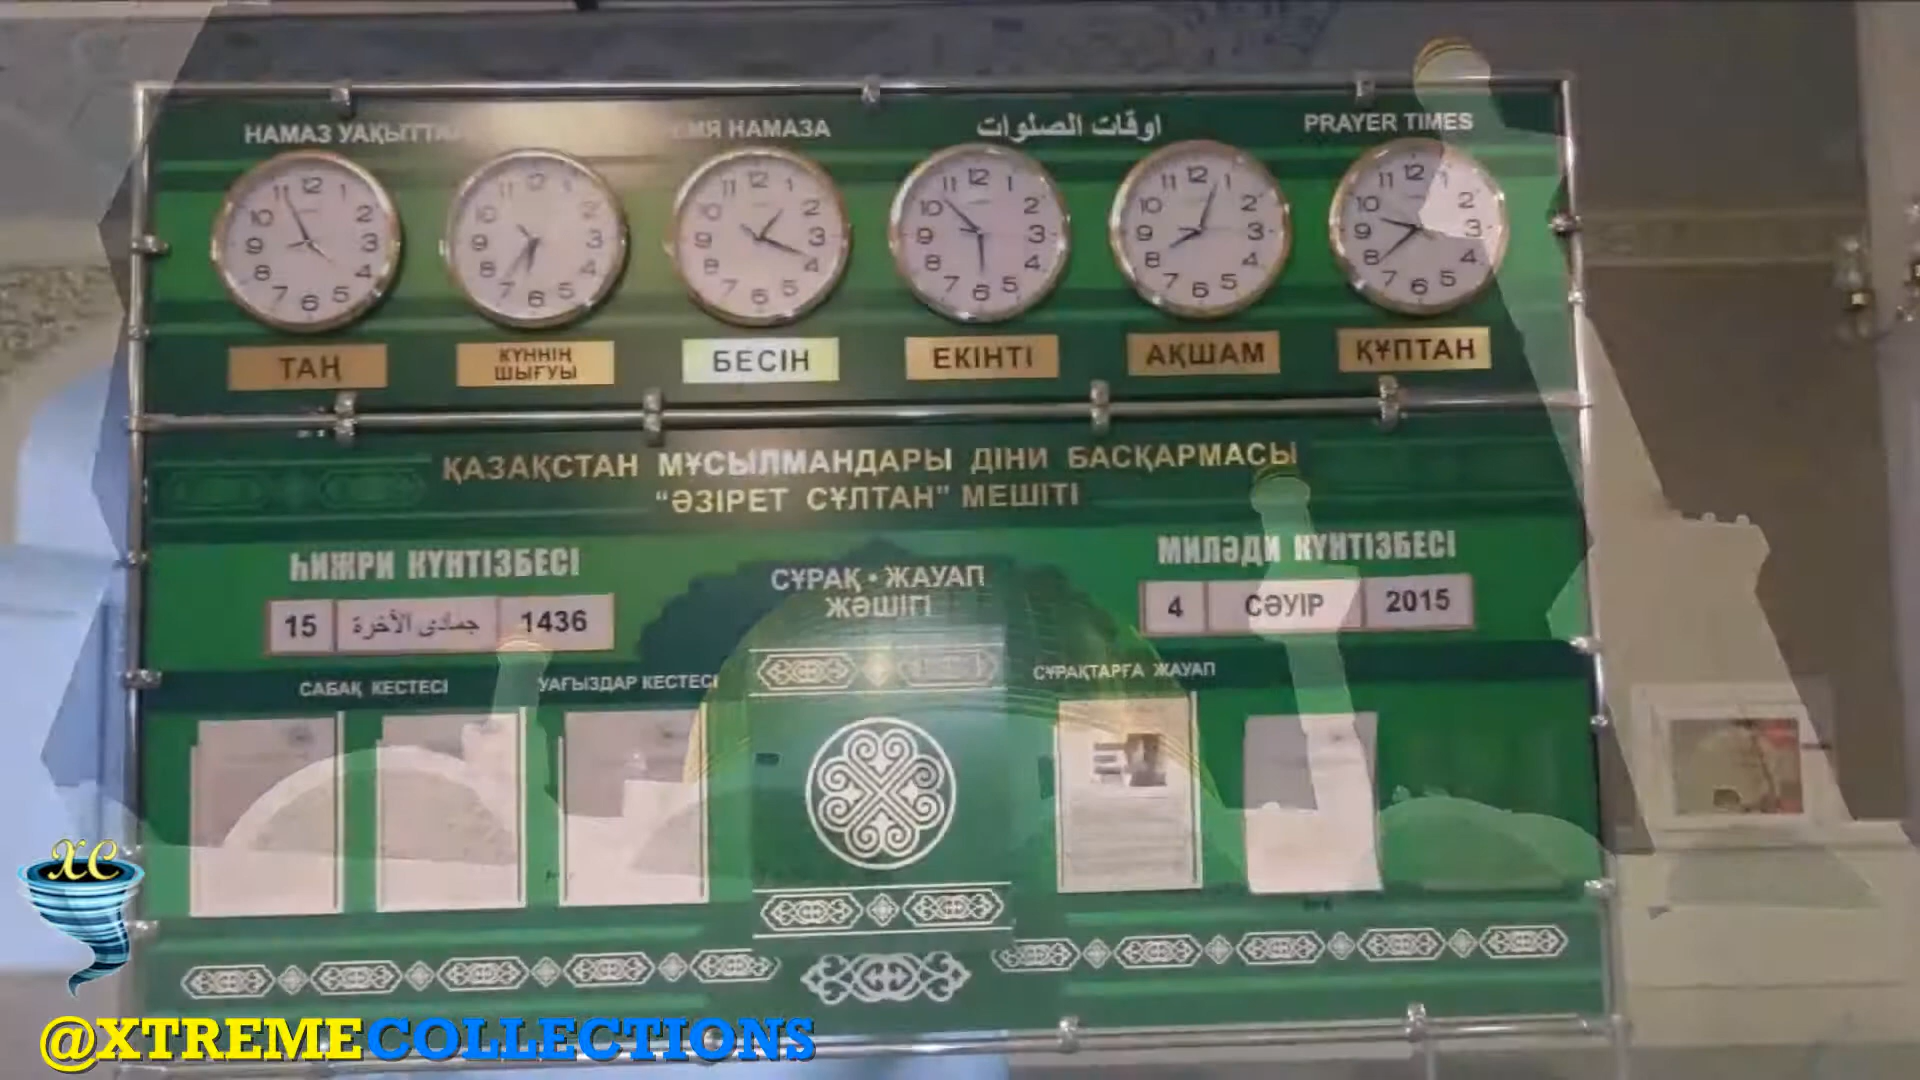 НАМАЗ УАҚЫТТАР НАМАЗА اوقات الصلوات PRAYER TIMES
ТАҢ КҮННІҢ ШЫҒУЫ БЕСІН ЕКІНТІ АҚШАМ ҚҰПТАН
ҚАЗАҚСТАН МҰСЫЛМАНДАРЫ ДІНИ БАСҚАРМАСЫ
“ӘЗІРЕТ СҰЛТАН” МЕШІТІ
ҺИЖРИ КҮНТІЗБЕСІ
15 جمادى الآخرة 1436
СҰРАҚ • ЖАУАП
ЖӘШІГІ
МИЛӘДИ КҮНТІЗБЕСІ
4 СӘУІР 2015
САБАҚ КЕСТЕСІ
УАҒЫЗДАР КЕСТЕСІ
СҰРАҚТАРҒА ЖАУАП
XC
@XTREMECOLLECTIONS